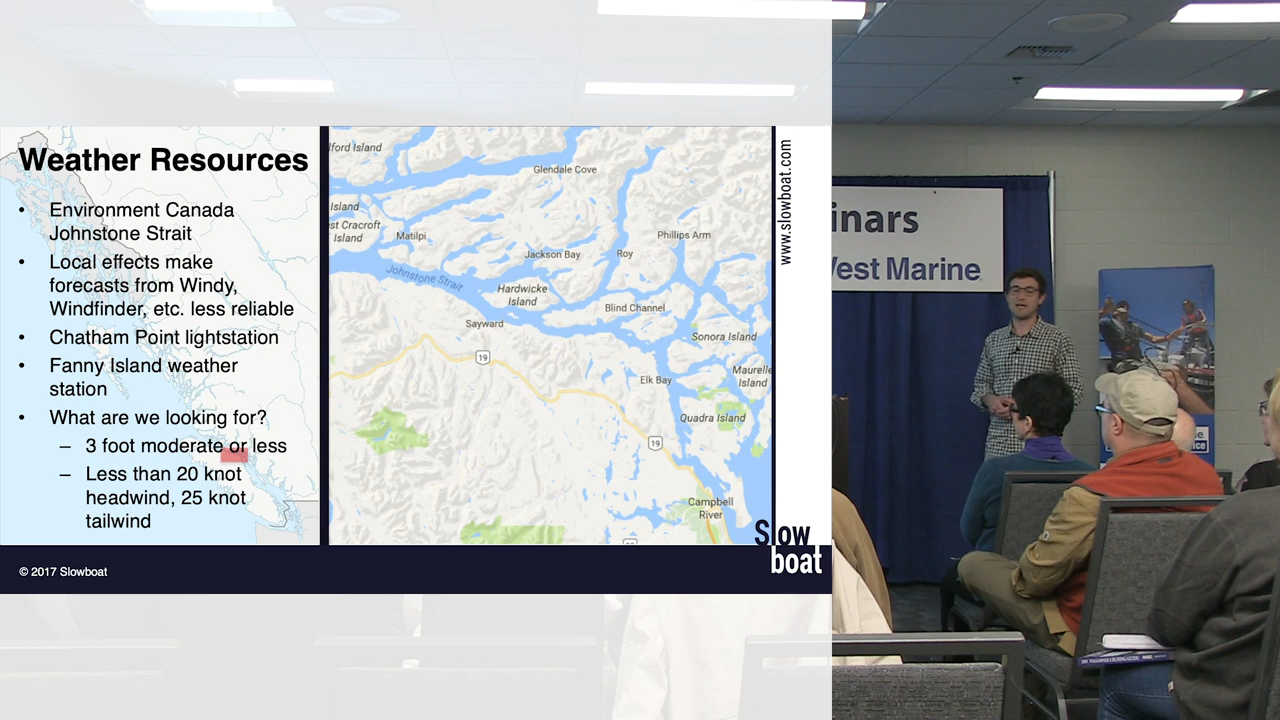 Weather Resources
• Environment Canada
Johnstone Strait
• Local effects make
forecasts from Windy,
Windfinder, etc. less reliable
• Chatham Point lightstation
• Fanny Island weather
station
• What are we looking for?
– 3 foot moderate or less
– Less than 20 knot
headwind, 25 knot
tailwind
© 2017 Slowboat
lford Island
Glendale Cove
Island
st Cracroft
Island
Matilpi
Phillips Arm
Jackson Bay
Roy
Johnstone Strait
Hardwicke
Island
Blind Channel
Sayward
Sonora Island
19
Maurelle
Island
Elk Bay
Quadra Island
19
Campbell
River
www.slowboat.com
Slow
boat
inars
West Marine